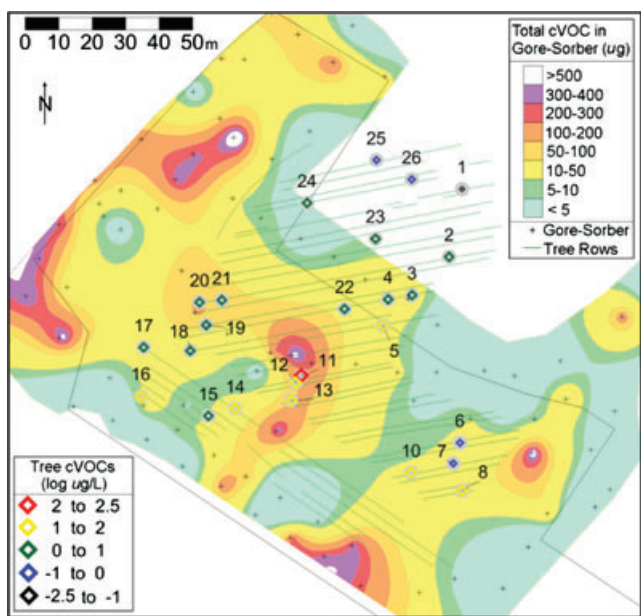 0 10 20 30 40 50 m
N
Total cVOC in
Gore-Sorber (ug)
>500
300-400
200-300
100-200
50-100
10-50
5-10
< 5
+ Gore-Sorber
Tree Rows
25
26
1
24
23
2
20 21
22
4
3
19
17
18
5
11
12
16
13
14
15
6
7
10
8
Tree cVOCs
(log ug/L)
2 to 2.5
1 to 2
0 to 1
-1 to 0
-2.5 to -1